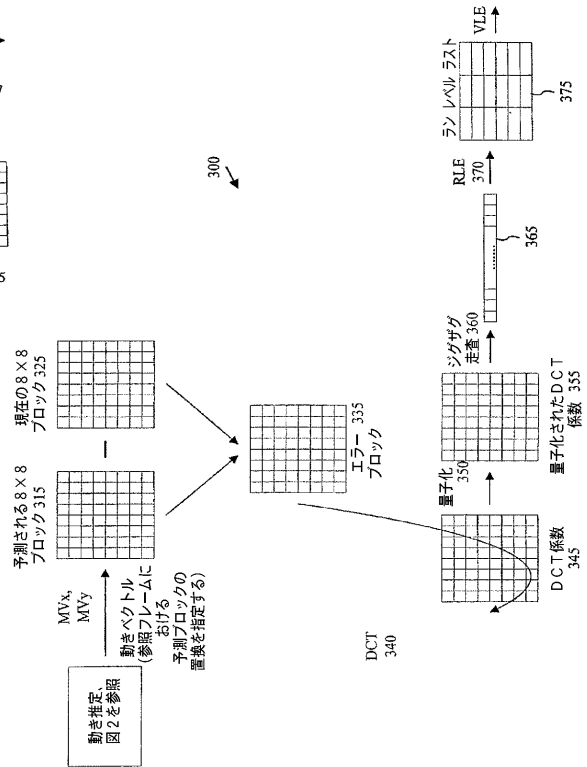 動き推定、
図2を参照
MVx,
MVy
動きベクトル
(参照フレームに
おける
予測ブロックの
置換を指定する)
予測される8×8
ブロック 315
現在の8×8
ブロック 325
300
エラー 335
ブロック
DCT
340
DCT係数
345
量子化
350
量子化されたDCT
係数 355
ジグザグ
走査 360
365
RLE
370
ラン レベル ラスト
375
VLE